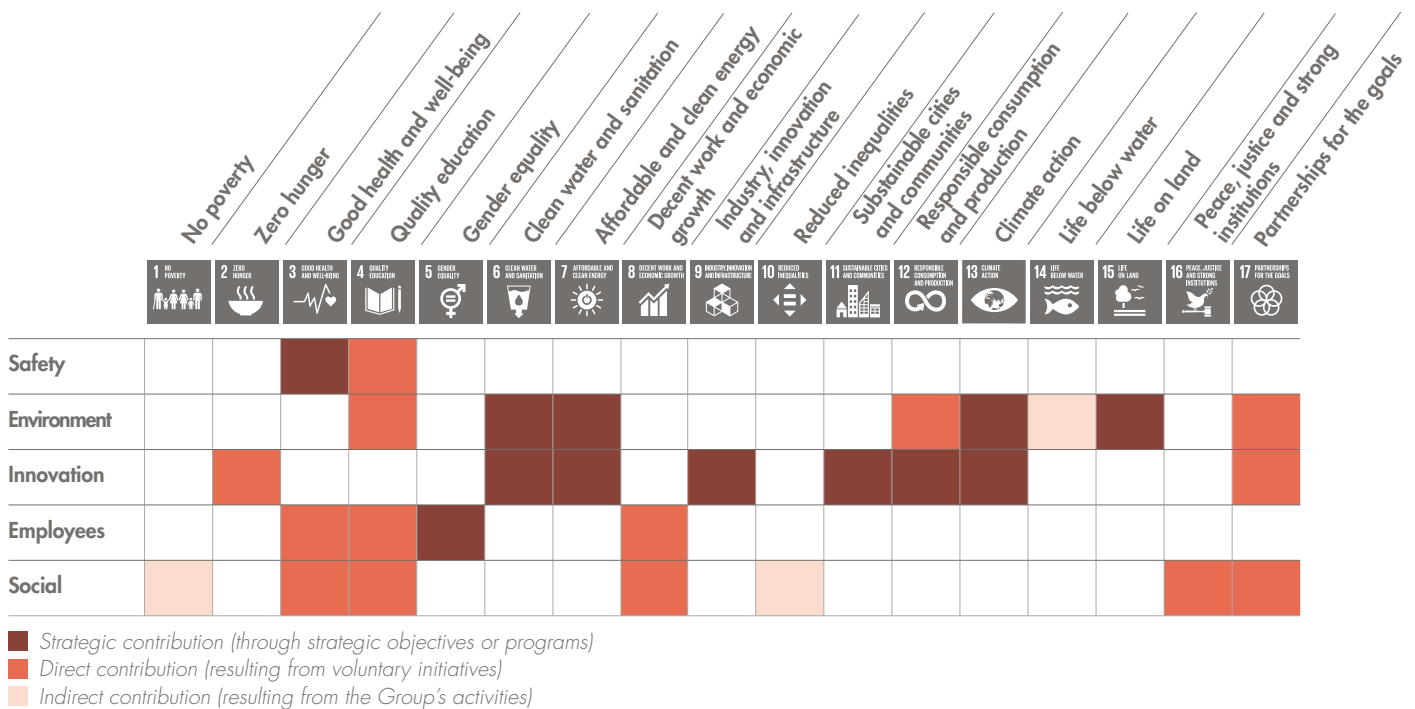 No poverty
Zero hunger
Good health and well-being
Quality education
Gender equality
Clean water and sanitation
Affordable and clean energy
Decent work and economic
growth
Industry, innovation
and infrastructure
Reduced inequalities
Substainable cities
and communities
Responsible consumption
and production
Climate action
Life below water
Life on land
Peace, justice and strong
institutions
Partnerships for the goals
1 NO
POVERTY
2 ZERO
HUNGER
3 GOOD HEALTH
AND WELL-BEING
4 QUALITY
EDUCATION
5 GENDER
EQUALITY
6 CLEAN WATER
AND SANITATION
7 AFFORDABLE AND
CLEAN ENERGY
8 DECENT WORK AND
ECONOMIC GROWTH
9 INDUSTRY, INNOVATION
AND INFRASTRUCTURE
10 REDUCED
INEQUALITIES
11 SUSTAINABLE CITIES
AND COMMUNITIES
12 RESPONSIBLE
CONSUMPTION
AND PRODUCTION
13 CLIMATE
ACTION
14 LIFE
BELOW WATER
15 LIFE
ON LAND
16 PEACE, JUSTICE
AND STRONG
INSTITUTIONS
17 PARTNERSHIPS
FOR THE GOALS
Safety
Environment
Innovation
Employees
Social
Strategic contribution (through strategic objectives or programs)
Direct contribution (resulting from voluntary initiatives)
Indirect contribution (resulting from the Group's activities)